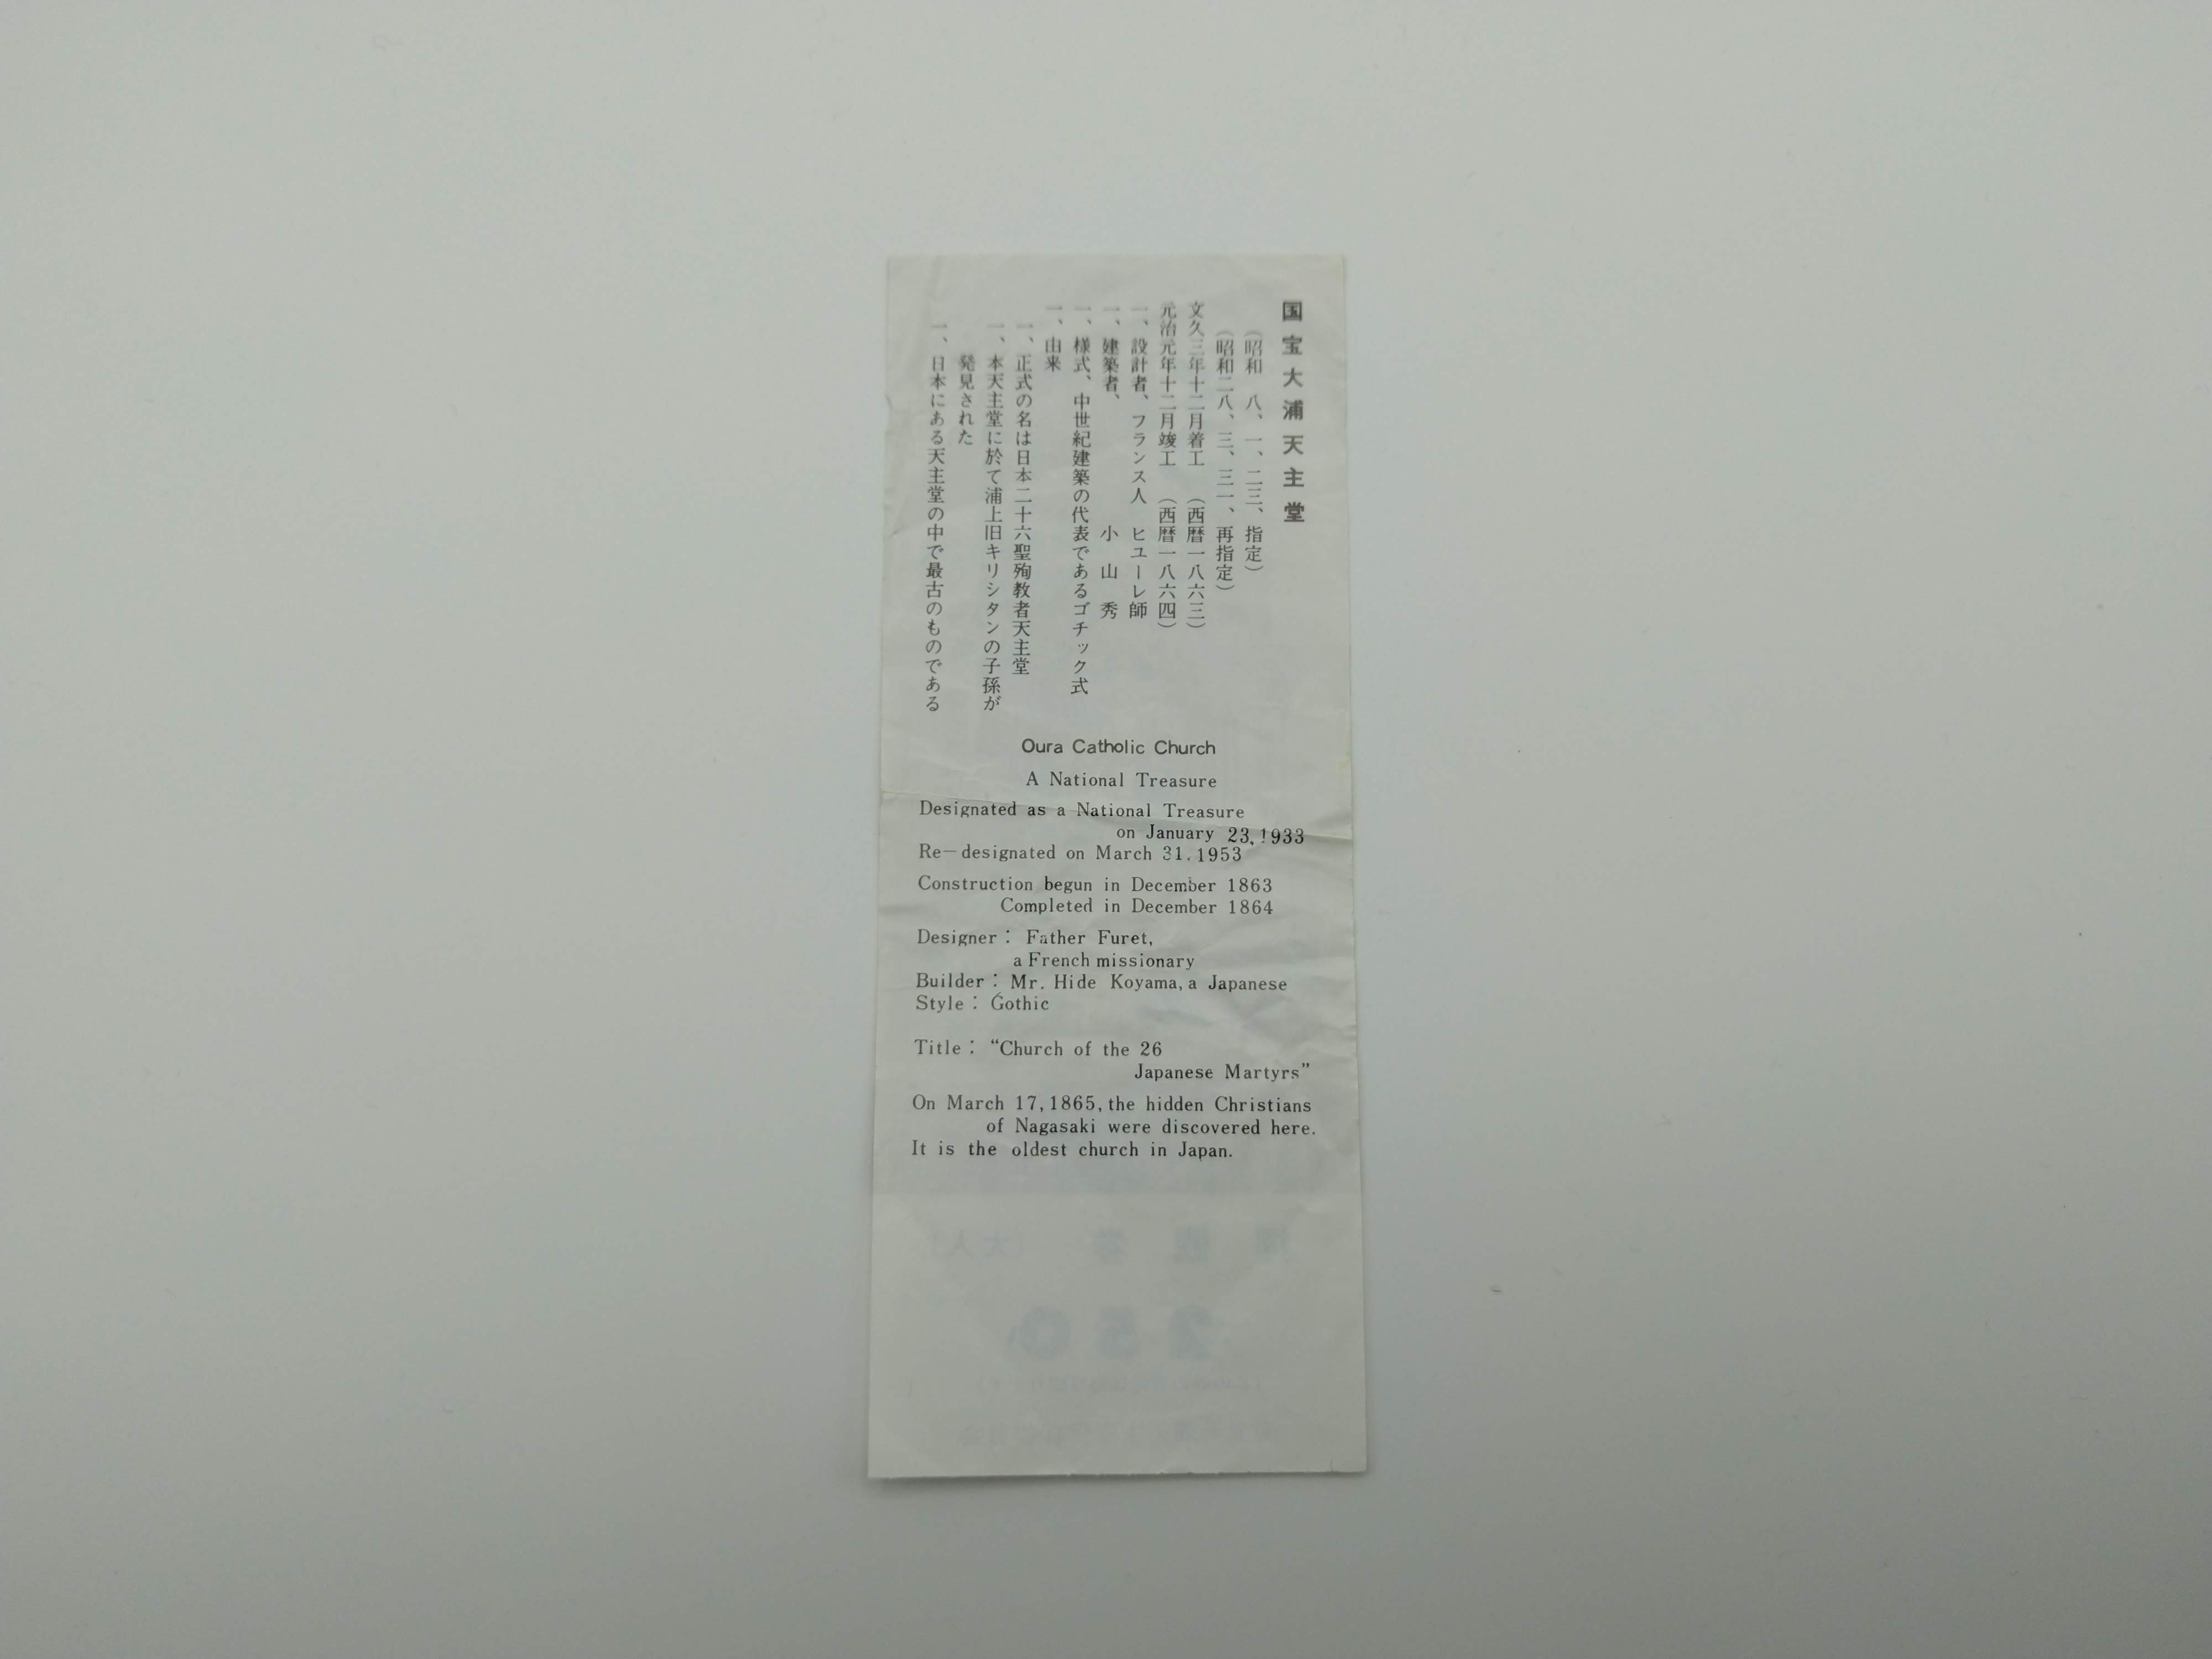 国宝大浦天主堂
（昭和　八、一、二三、指定）
（昭和二八、三、三一、再指定）
文久三年十二月着工　（西暦一八六三）
元治元年十二月竣工　（西暦一八六四）
一、設計者、フランス人　ヒユーレ師
一、建築者、　　　　　　小　山　秀
一、様式、中世紀建築の代表であるゴチック式
一、由来
一、正式の名は日本二十六聖殉教者天主堂
一、本天主堂に於て浦上旧キリシタンの子孫が
発見された
一、日本にある天主堂の中で最古のものである
Oura Catholic Church
A National Treasure
Designated as a National Treasure
on January 23,1933
Re-designated on March 31.1953
Construction begun in December 1863
Completed in December 1864
Designer: Father Furet,
a French missionary
Builder: Mr. Hide Koyama, a Japanese
Style: Gothic
Title: “Church of the 26
Japanese Martyrs”
On March 17,1865, the hidden Christians
of Nagasaki were discovered here.
It is the oldest church in Japan.
250